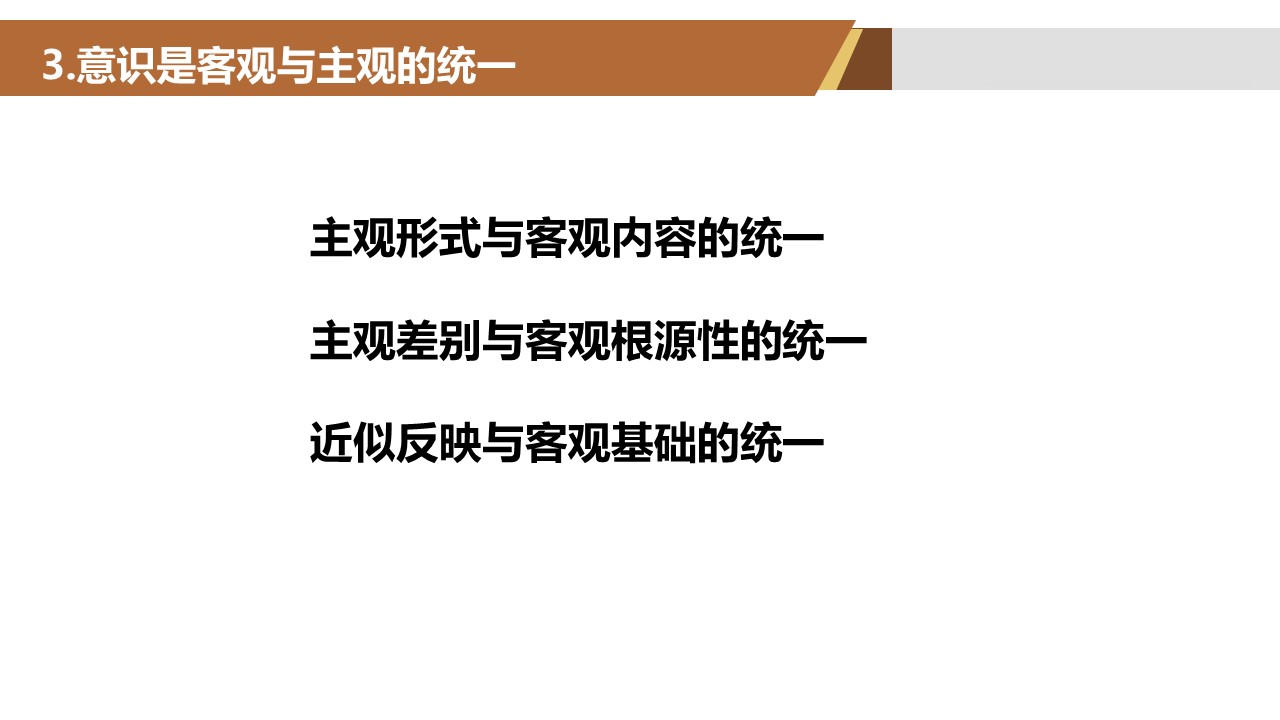 3.意识是客观与主观的统一
主观形式与客观内容的统一
主观差别与客观根源性的统一
近似反映与客观基础的统一